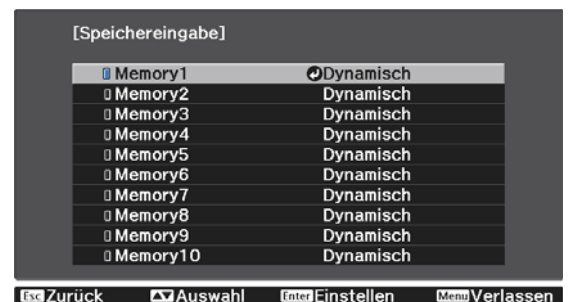 [Speichereingabe]
Memory1 Dynamisch
Memory2 Dynamisch
Memory3 Dynamisch
Memory4 Dynamisch
Memory5 Dynamisch
Memory6 Dynamisch
Memory7 Dynamisch
Memory8 Dynamisch
Memory9 Dynamisch
Memory10 Dynamisch
Esc Zurück Auswahl Enter Einstellen Menu Verlassen